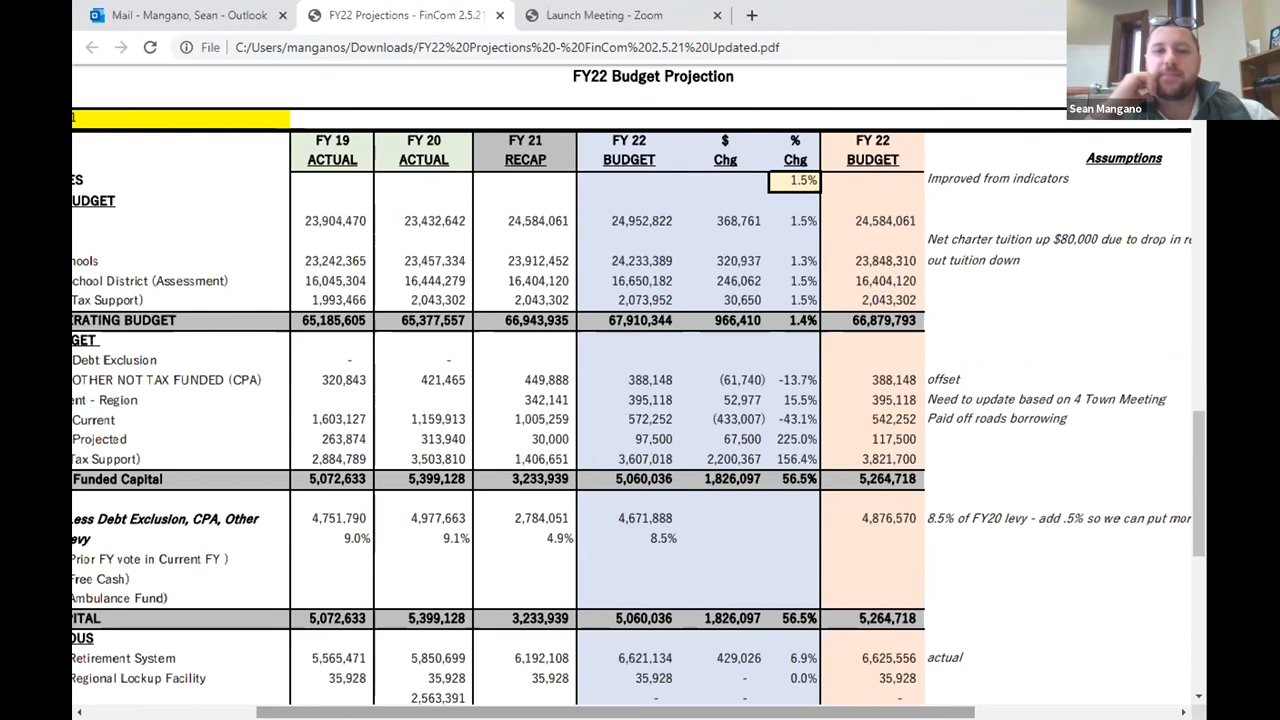 Mail - Mangano, Sean - Outlook
FY22 Projections - FinCom 2.5.21
Launch Meeting - Zoom
File C:/Users/manganos/Downloads/FY22%20Projections%20-%20FinCom%202.5.21%20Updated.pdf
Sean Mangano
FY22 Budget Projection
1
FY 19 FY 20 FY 21 FY 22 $ % FY 22
ACTUAL ACTUAL RECAP BUDGET Chg Chg BUDGET Assumptions
ES 1.5% Improved from indicators
UDGET
23,904,470 23,432,642 24,584,061 24,952,822 368,761 1.5% 24,584,061
Net charter tuition up $80,000 due to drop in re
hools 23,242,365 23,457,334 23,912,452 24,233,389 320,937 1.3% 23,848,310 out tuition down
chool District (Assessment) 16,045,304 16,444,279 16,404,120 16,650,182 246,062 1.5% 16,404,120
Tax Support) 1,993,466 2,043,302 2,043,302 2,073,952 30,650 1.5% 2,043,302
ERATING BUDGET 65,185,605 65,377,557 66,943,935 67,910,344 966,410 1.4% 66,879,793
GET
Debt Exclusion - -
OTHER NOT TAX FUNDED (CPA) 320,843 421,465 449,888 388,148 (61,740) -13.7% 388,148 offset
ent - Region 342,141 395,118 52,977 15.5% 395,118 Need to update based on 4 Town Meeting
Current 1,603,127 1,159,913 1,005,259 572,252 (433,007) -43.1% 542,252 Paid off roads borrowing
Projected 263,874 313,940 30,000 97,500 67,500 225.0% 117,500
Tax Support) 2,884,789 3,503,810 1,406,651 3,607,018 2,200,367 156.4% 3,821,700
Funded Capital 5,072,633 5,399,128 3,233,939 5,060,036 1,826,097 56.5% 5,264,718
Less Debt Exclusion, CPA, Other 4,751,790 4,977,663 2,784,051 4,671,888 4,876,570 8.5% of FY20 levy - add .5% so we can put mor
evy 9.0% 9.1% 4.9% 8.5%
Prior FY vote in Current FY )
Free Cash)
Ambulance Fund)
PITAL 5,072,633 5,399,128 3,233,939 5,060,036 1,826,097 56.5% 5,264,718
OUS
Retirement System 5,565,471 5,850,699 6,192,108 6,621,134 429,026 6.9% 6,625,556 actual
Regional Lockup Facility 35,928 35,928 35,928 35,928 - 0.0% 35,928
2,563,391 - - -